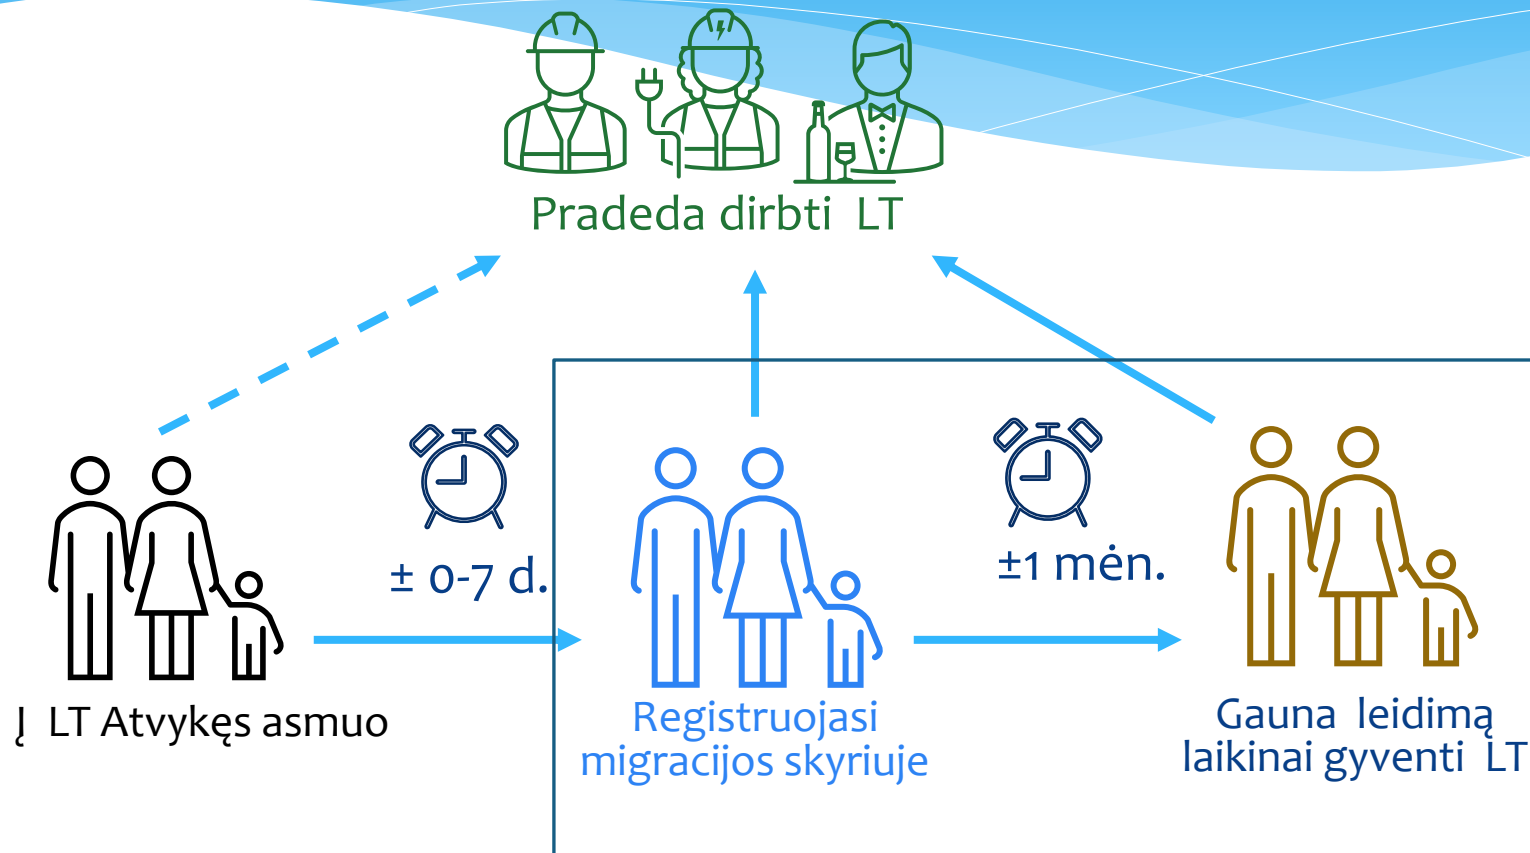 Pradeda dirbti LT
± 0-7 d.
±1 mėn.
Į LT Atvykęs asmuo
Registruojasi
migracijos skyriuje
Gauna leidimą
laikinai gyventi LT